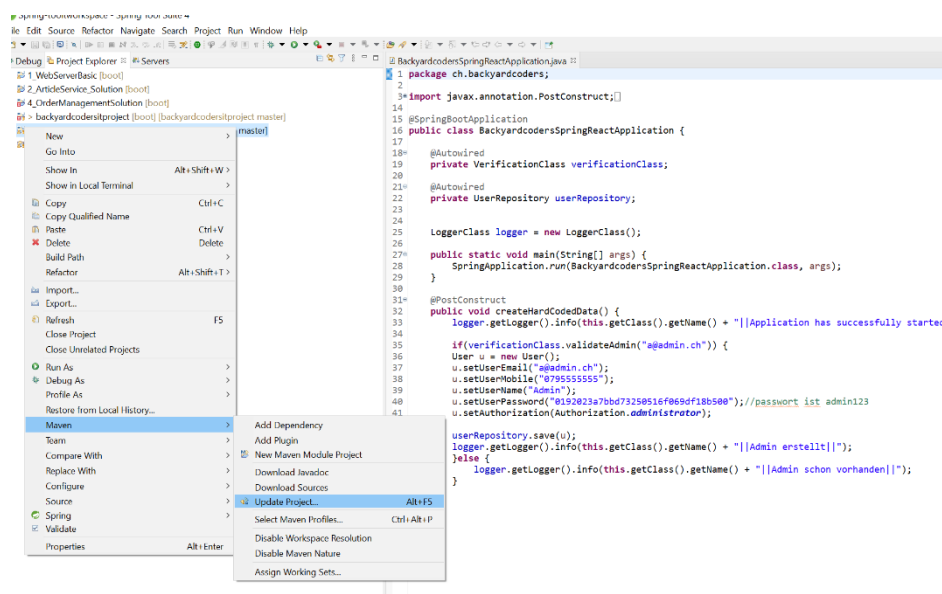 Spring-toolworkspace - Spring Tool Suite 4
ile Edit Source Refactor Navigate Search Project Run Window Help
Debug Project Explorer Servers
1_WebServerBasic [boot]
2_ArticleService_Solution [boot]
4_OrderManagementSolution [boot]
> backyardcodersitproject [boot] [backyardcodersitproject master]
master]
New
Go Into
Show In Alt+Shift+W >
Show in Local Terminal >
Copy Ctrl+C
Copy Qualified Name
Paste Ctrl+V
Delete Delete
Build Path >
Refactor Alt+Shift+T >
Import...
Export...
Refresh F5
Close Project
Close Unrelated Projects
Run As >
Debug As >
Profile As >
Restore from Local History...
Maven >
Team >
Compare With >
Replace With >
Configure >
Source >
Spring >
Validate
Properties Alt+Enter
Add Dependency
Add Plugin
New Maven Module Project
Download Javadoc
Download Sources
Update Project... Alt+F5
Select Maven Profiles... Ctrl+Alt+P
Disable Workspace Resolution
Disable Maven Nature
Assign Working Sets...
BackyardcodersSpringReactApplication.java
1 package ch.backyardcoders;
2
3 import javax.annotation.PostConstruct;
14
15 @SpringBootApplication
16 public class BackyardcodersSpringReactApplication {
17
18 @Autowired
19 private VerificationClass verificationClass;
20
21 @Autowired
22 private UserRepository userRepository;
23
24
25 LoggerClass logger = new LoggerClass();
26
27 public static void main(String[] args) {
28 SpringApplication.run(BackyardcodersSpringReactApplication.class, args);
29 }
30
31 @PostConstruct
32 public void createHardCodedData() {
33 logger.getLogger().info(this.getClass().getName() + "||Application has successfully started
34
35 if(verificationClass.validateAdmin("a@admin.ch")) {
36 User u = new User();
37 u.setUserEmail("a@admin.ch");
38 u.setUserMobile("0795555555");
39 u.setUserName("Admin");
40 u.setUserPassword("0192023a7bbd73250516f069df18b500");//passwort ist admin123
41 u.setAuthorization(Authorization.administrator);
userRepository.save(u);
logger.getLogger().info(this.getClass().getName() + "||Admin erstellt||");
}else {
logger.getLogger().info(this.getClass().getName() + "||Admin schon vorhanden||");
}